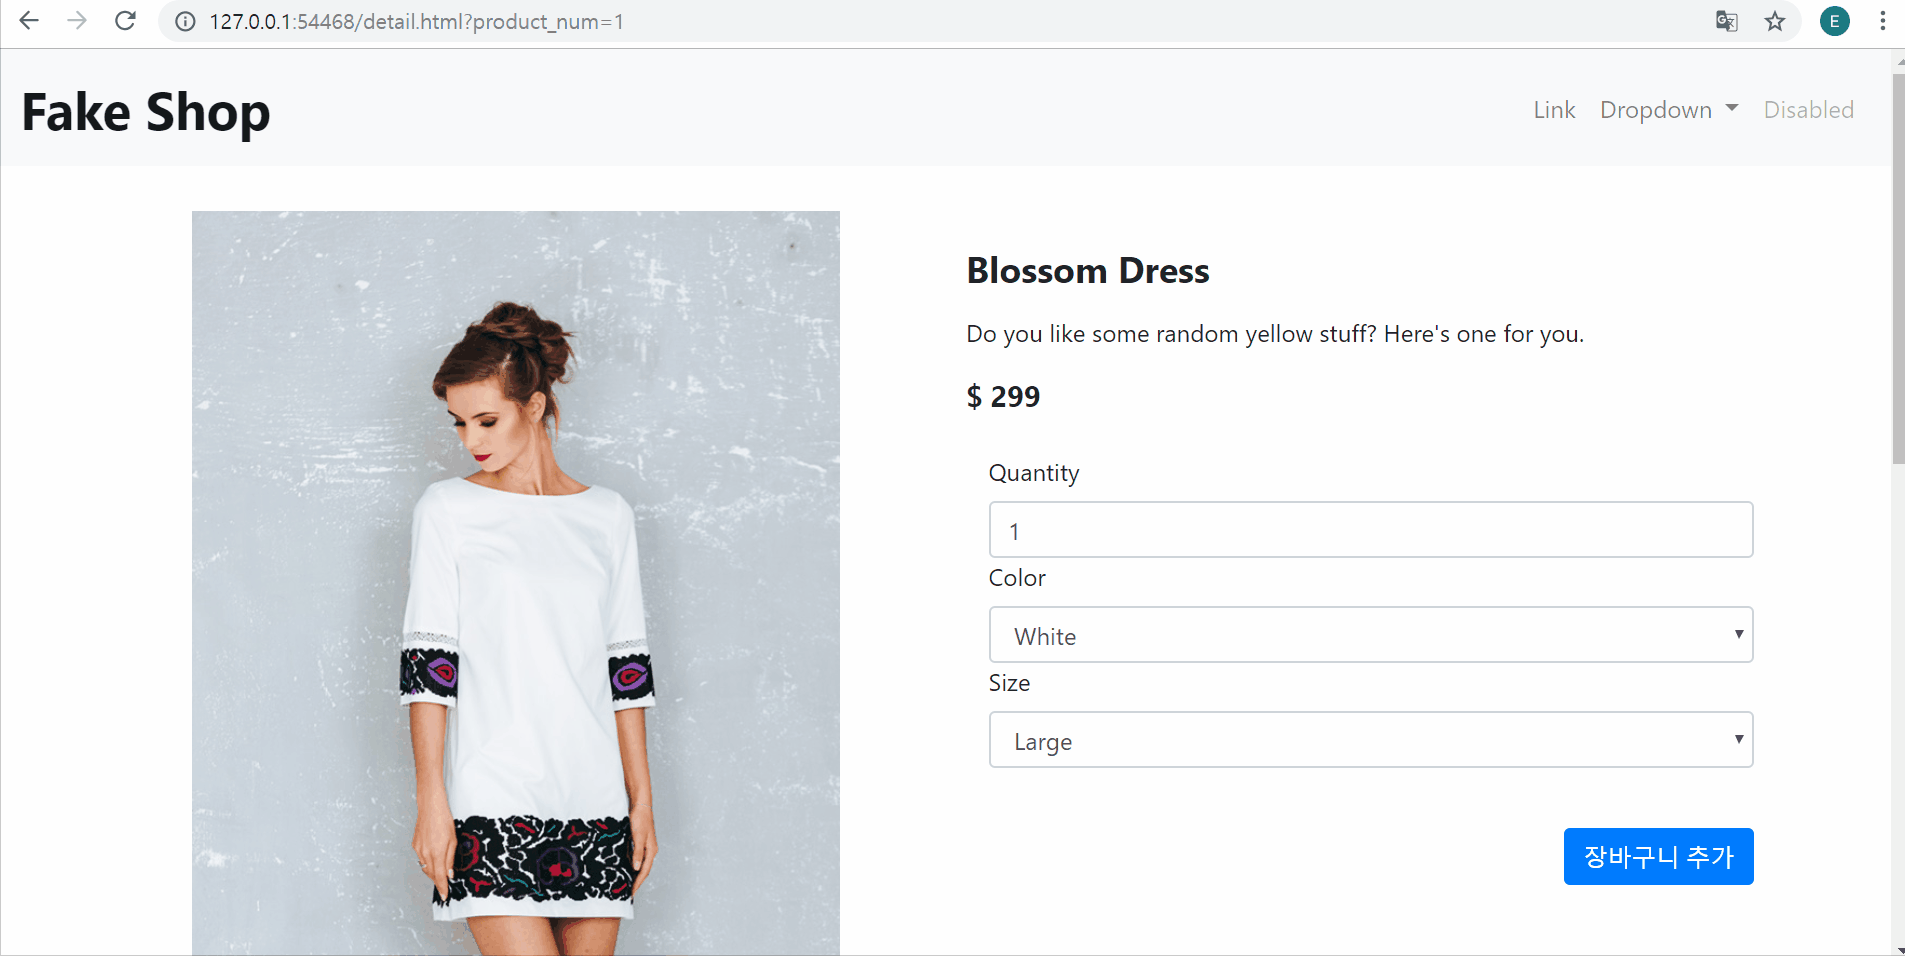 127.0.0.1:54468/detail.html?product_num=1
E
Fake Shop
Link Dropdown Disabled
Blossom Dress
Do you like some random yellow stuff? Here's one for you.
$ 299
Quantity
1
Color
White
Size
Large
장바구니 추가